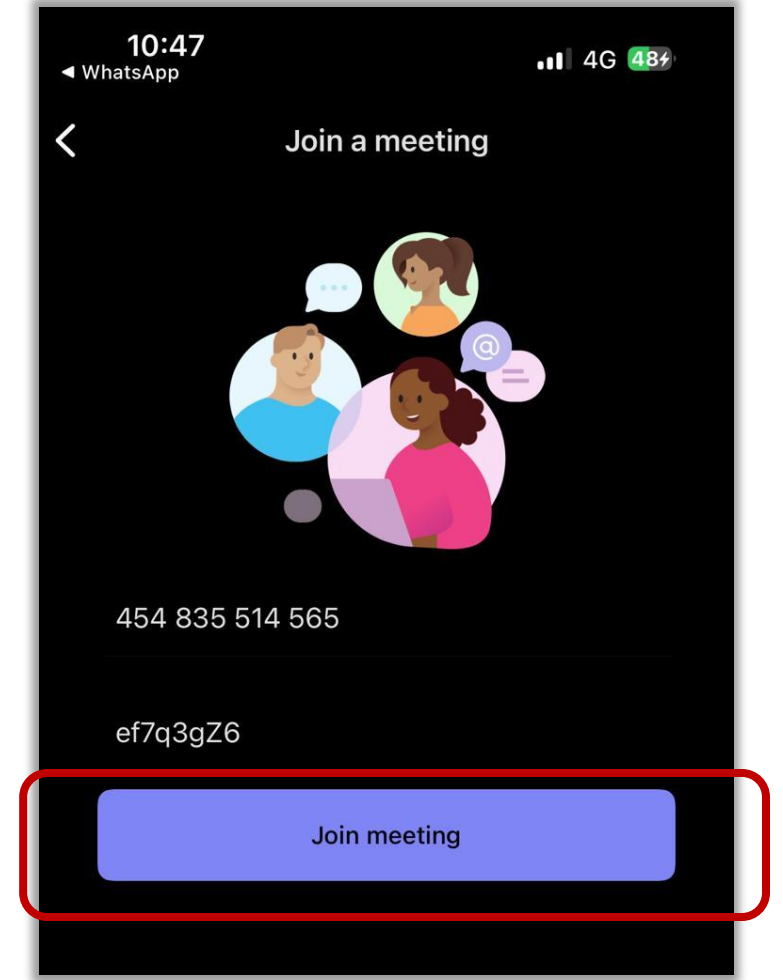 10:47
◀ WhatsApp
4G 48
Join a meeting
@
454 835 514 565
ef7q3gZ6
Join meeting